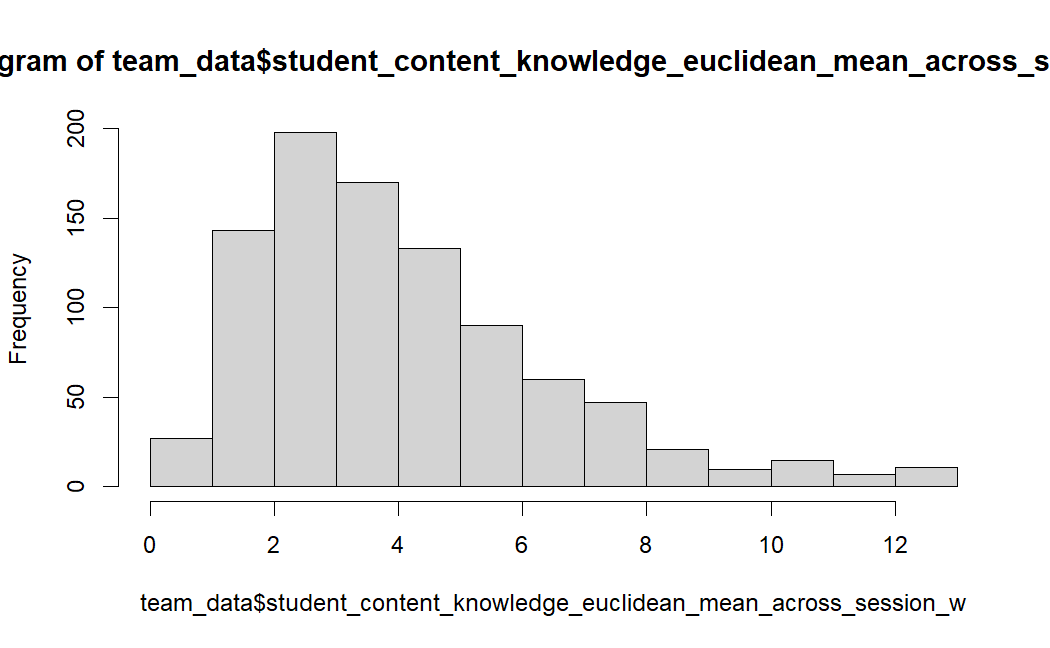 gram of team_data$student_content_knowledge_euclidean_mean_across_s
Frequency
200
150
100
50
0
0 2 4 6 8 10 12
team_data$student_content_knowledge_euclidean_mean_across_session_w